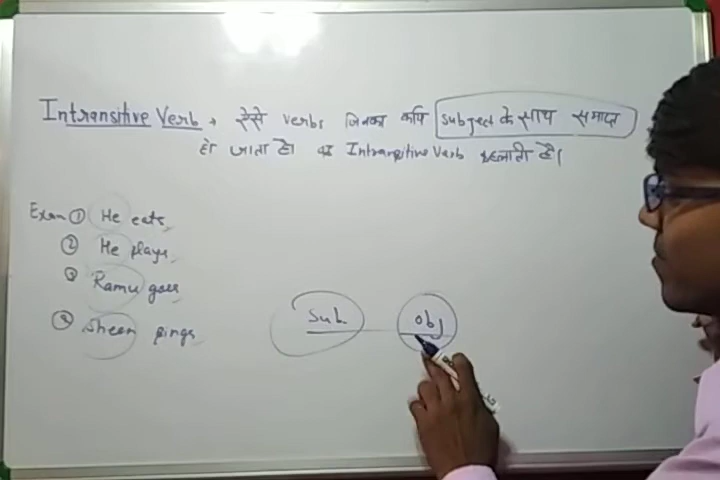 Intransitive Verb → ऐसे verbs जिनका कार्य Subject के साथ समाप्त
हो जाता है। वह Intransitive Verb कहलाती है।
Exam ① He eats
② He plays
③ Ramu goes
④ Sheen sings
Sub. obj